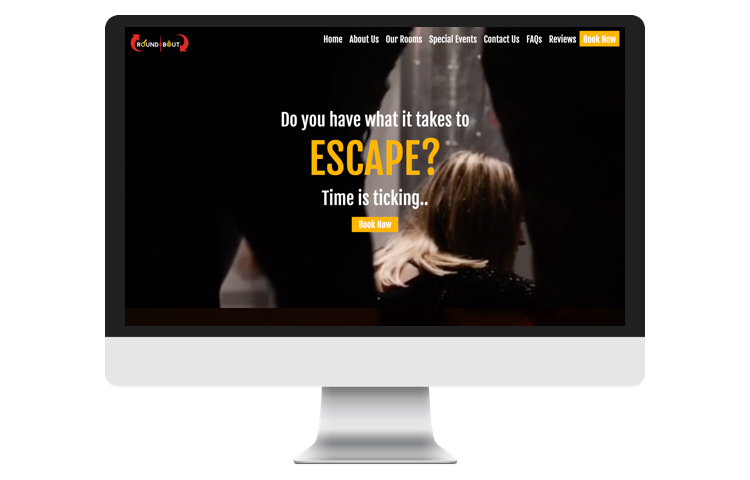 ROUND-BOUT
Home About Us Our Rooms Special Events Contact Us FAQs Reviews Book Now
Do you have what it takes to
ESCAPE?
Time is ticking..
Book Now